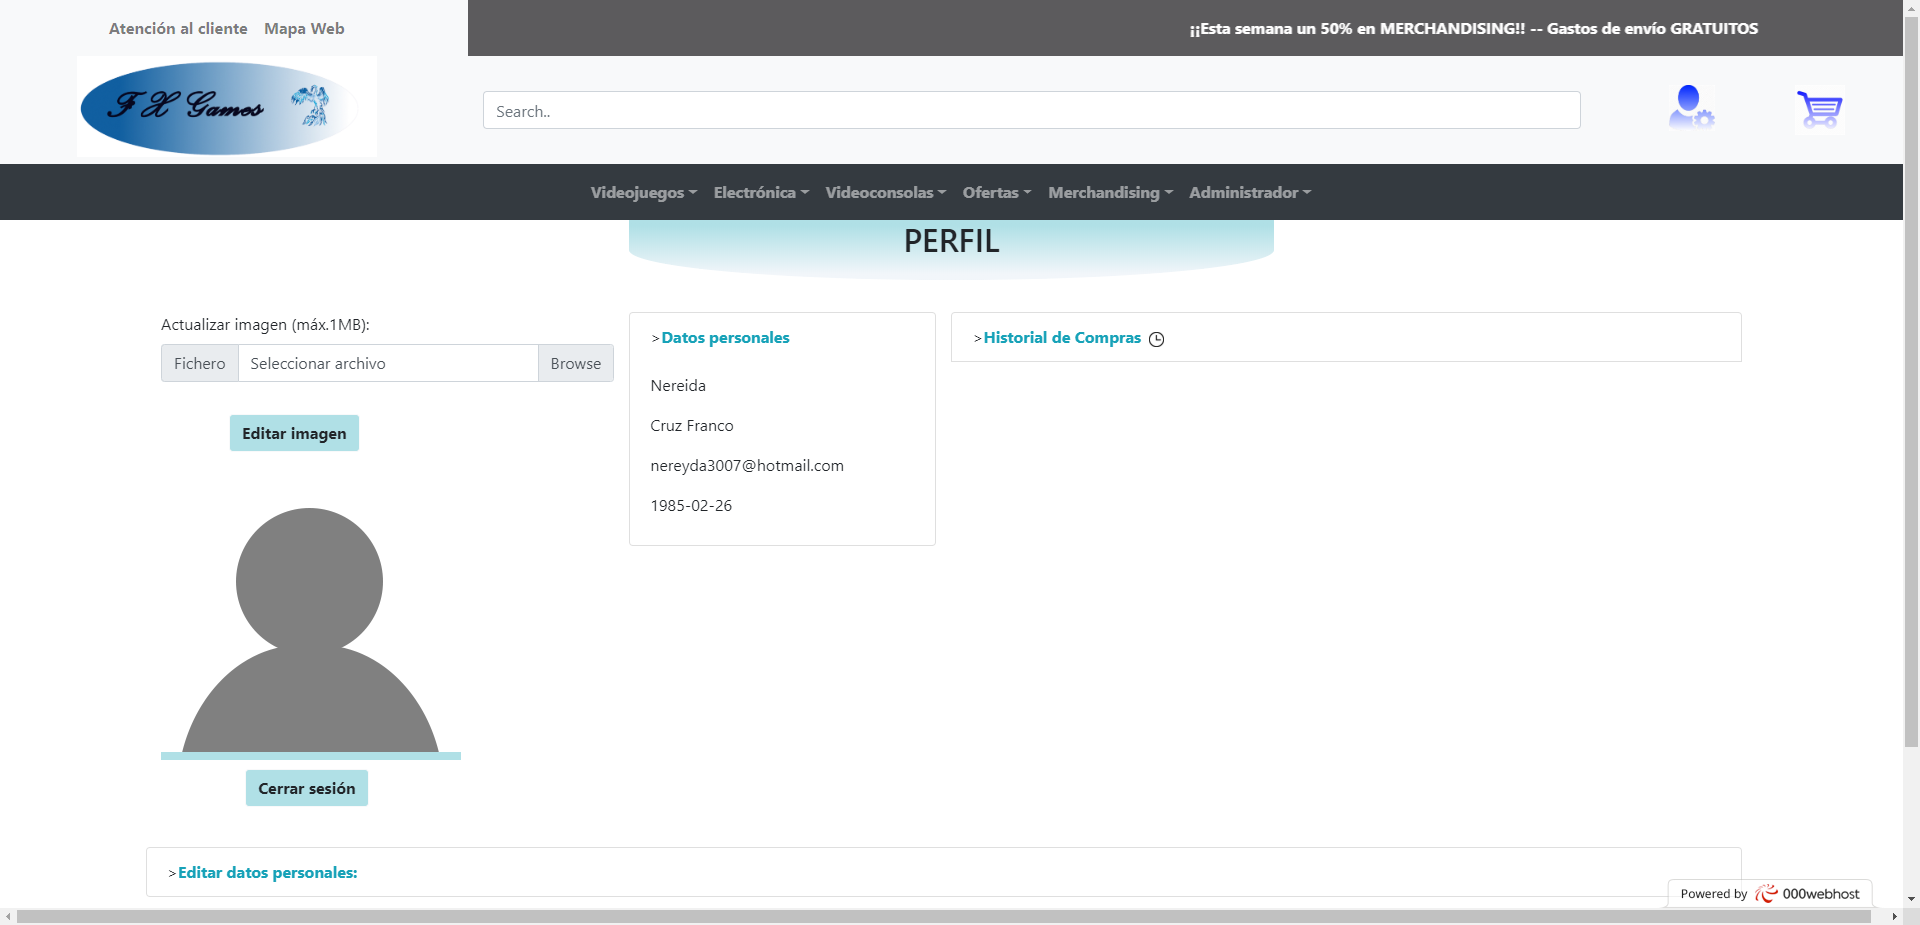 Atención al cliente Mapa Web
¡¡Esta semana un 50% en MERCHANDISING!! -- Gastos de envío GRATUITOS
F X Games
Search..
Videojuegos Electrónica Videoconsolas Ofertas Merchandising Administrador
PERFIL
Actualizar imagen (máx.1MB):
Fichero Seleccionar archivo Browse
Editar imagen
Cerrar sesión
>Datos personales
Nereida
Cruz Franco
nereyda3007@hotmail.com
1985-02-26
>Historial de Compras
>Editar datos personales:
Powered by 000webhost